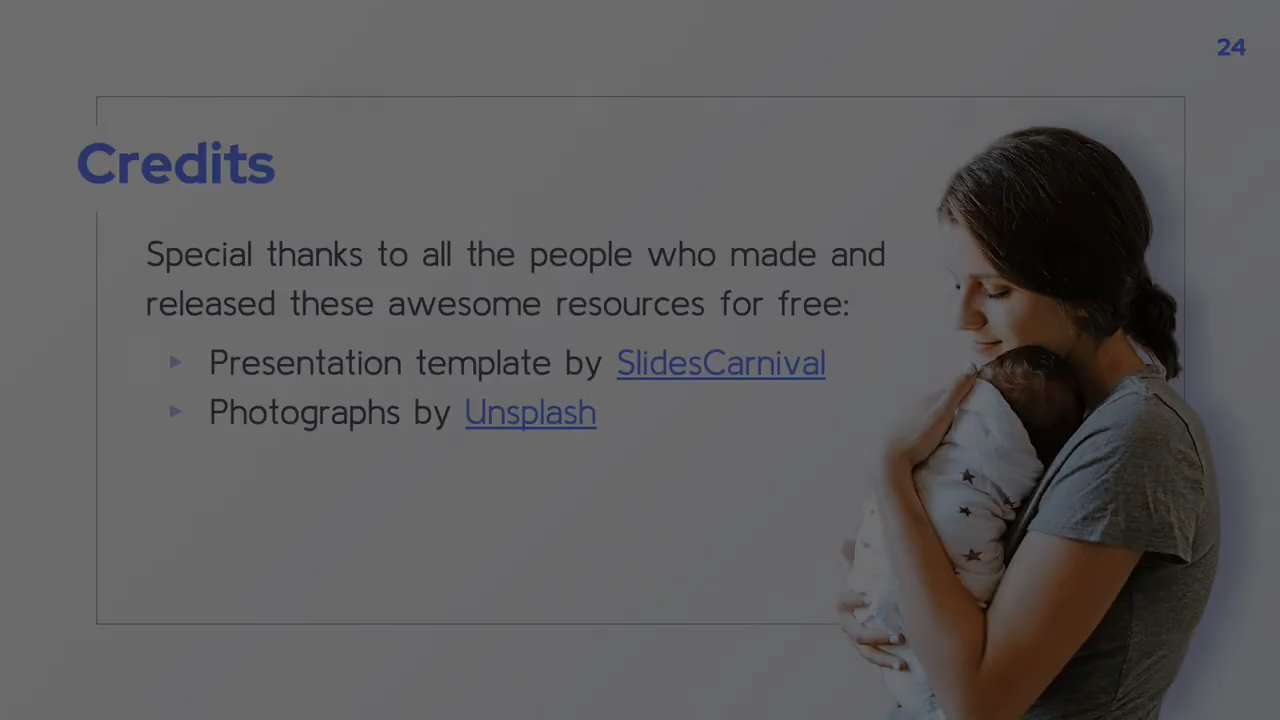 24
Credits
Special thanks to all the people who made and
released these awesome resources for free:
▸ Presentation template by SlidesCarnival
▸ Photographs by Unsplash